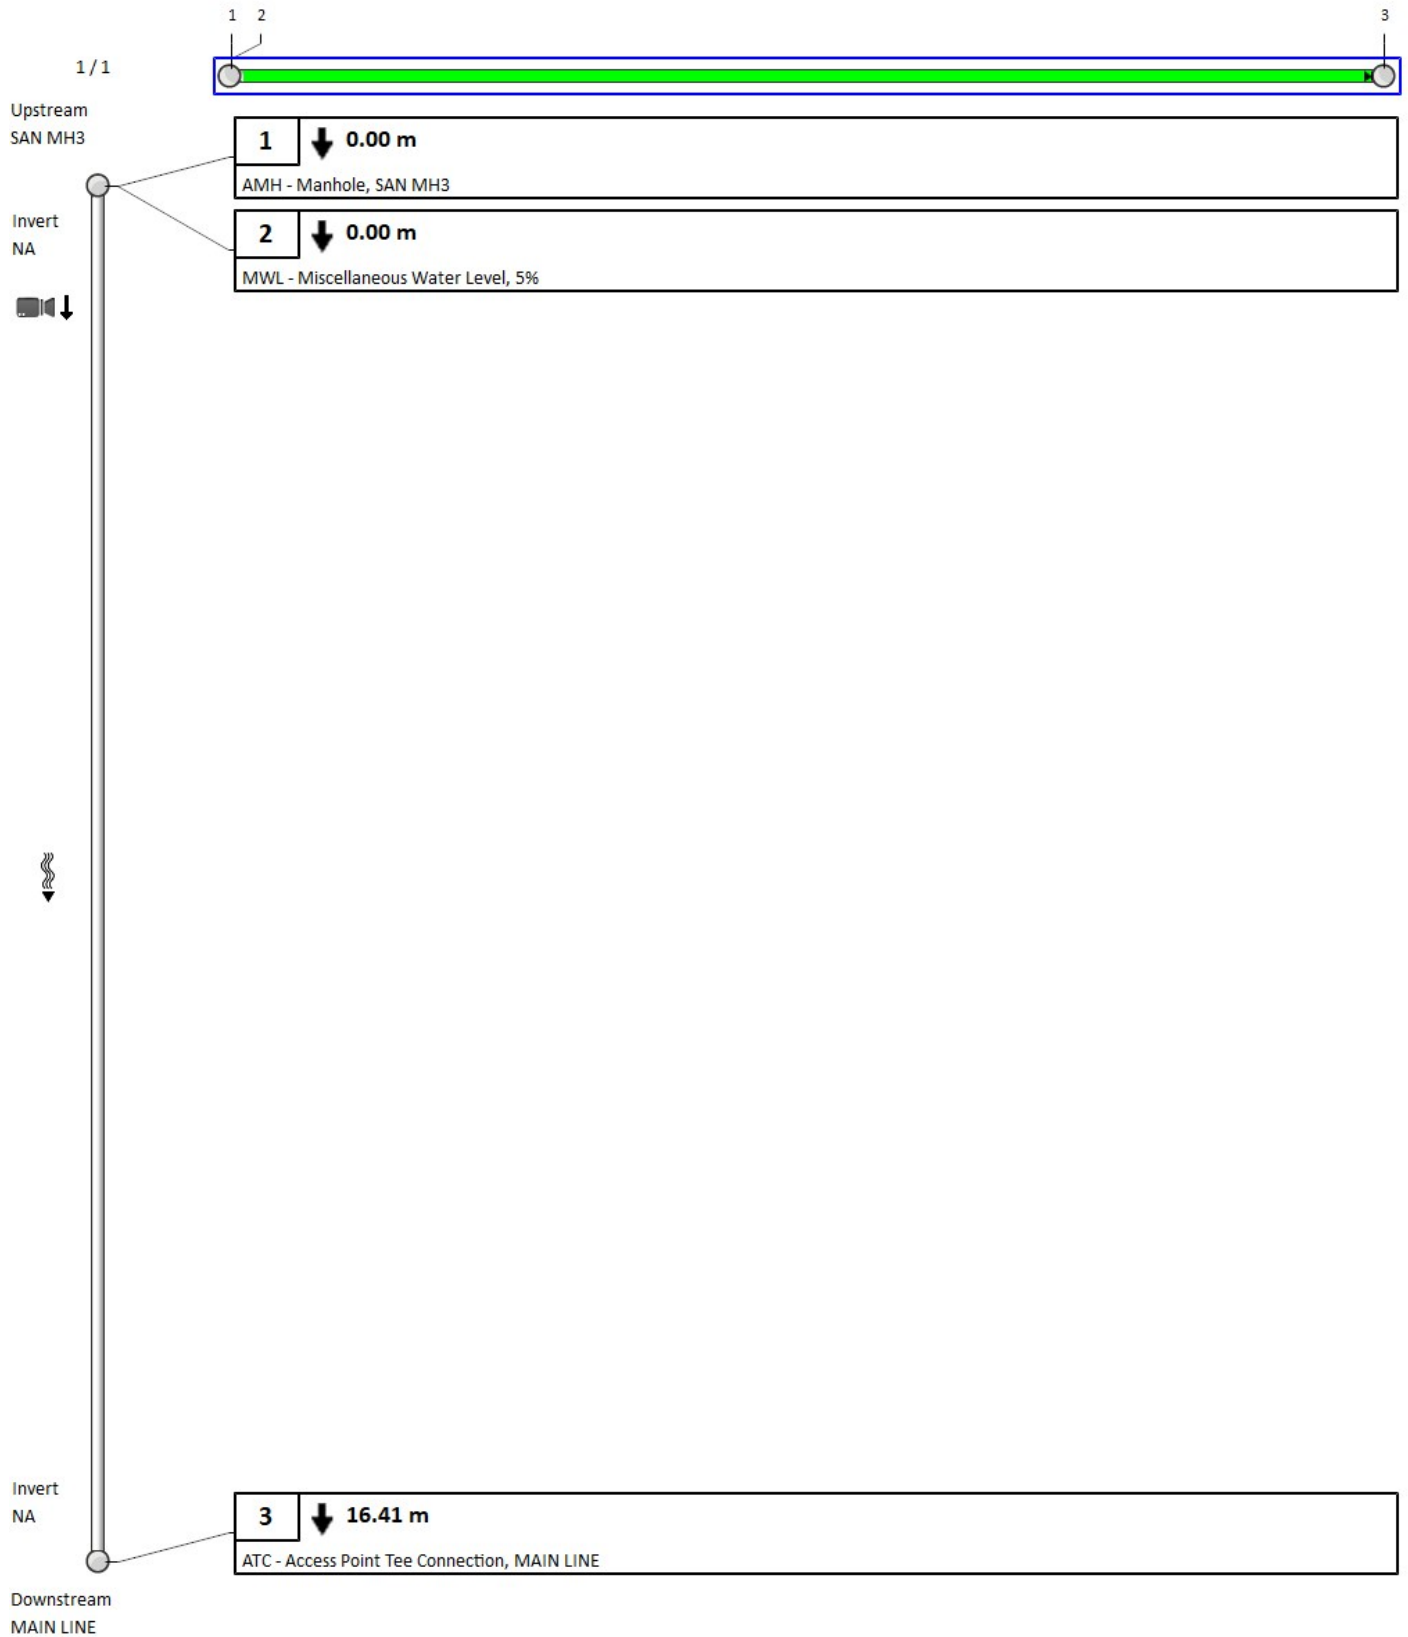 1 2 3
1 / 1
Upstream
SAN MH3
1 0.00 m
AMH - Manhole, SAN MH3
Invert
NA
2 0.00 m
MWL - Miscellaneous Water Level, 5%
Invert
NA
3 16.41 m
ATC - Access Point Tee Connection, MAIN LINE
Downstream
MAIN LINE